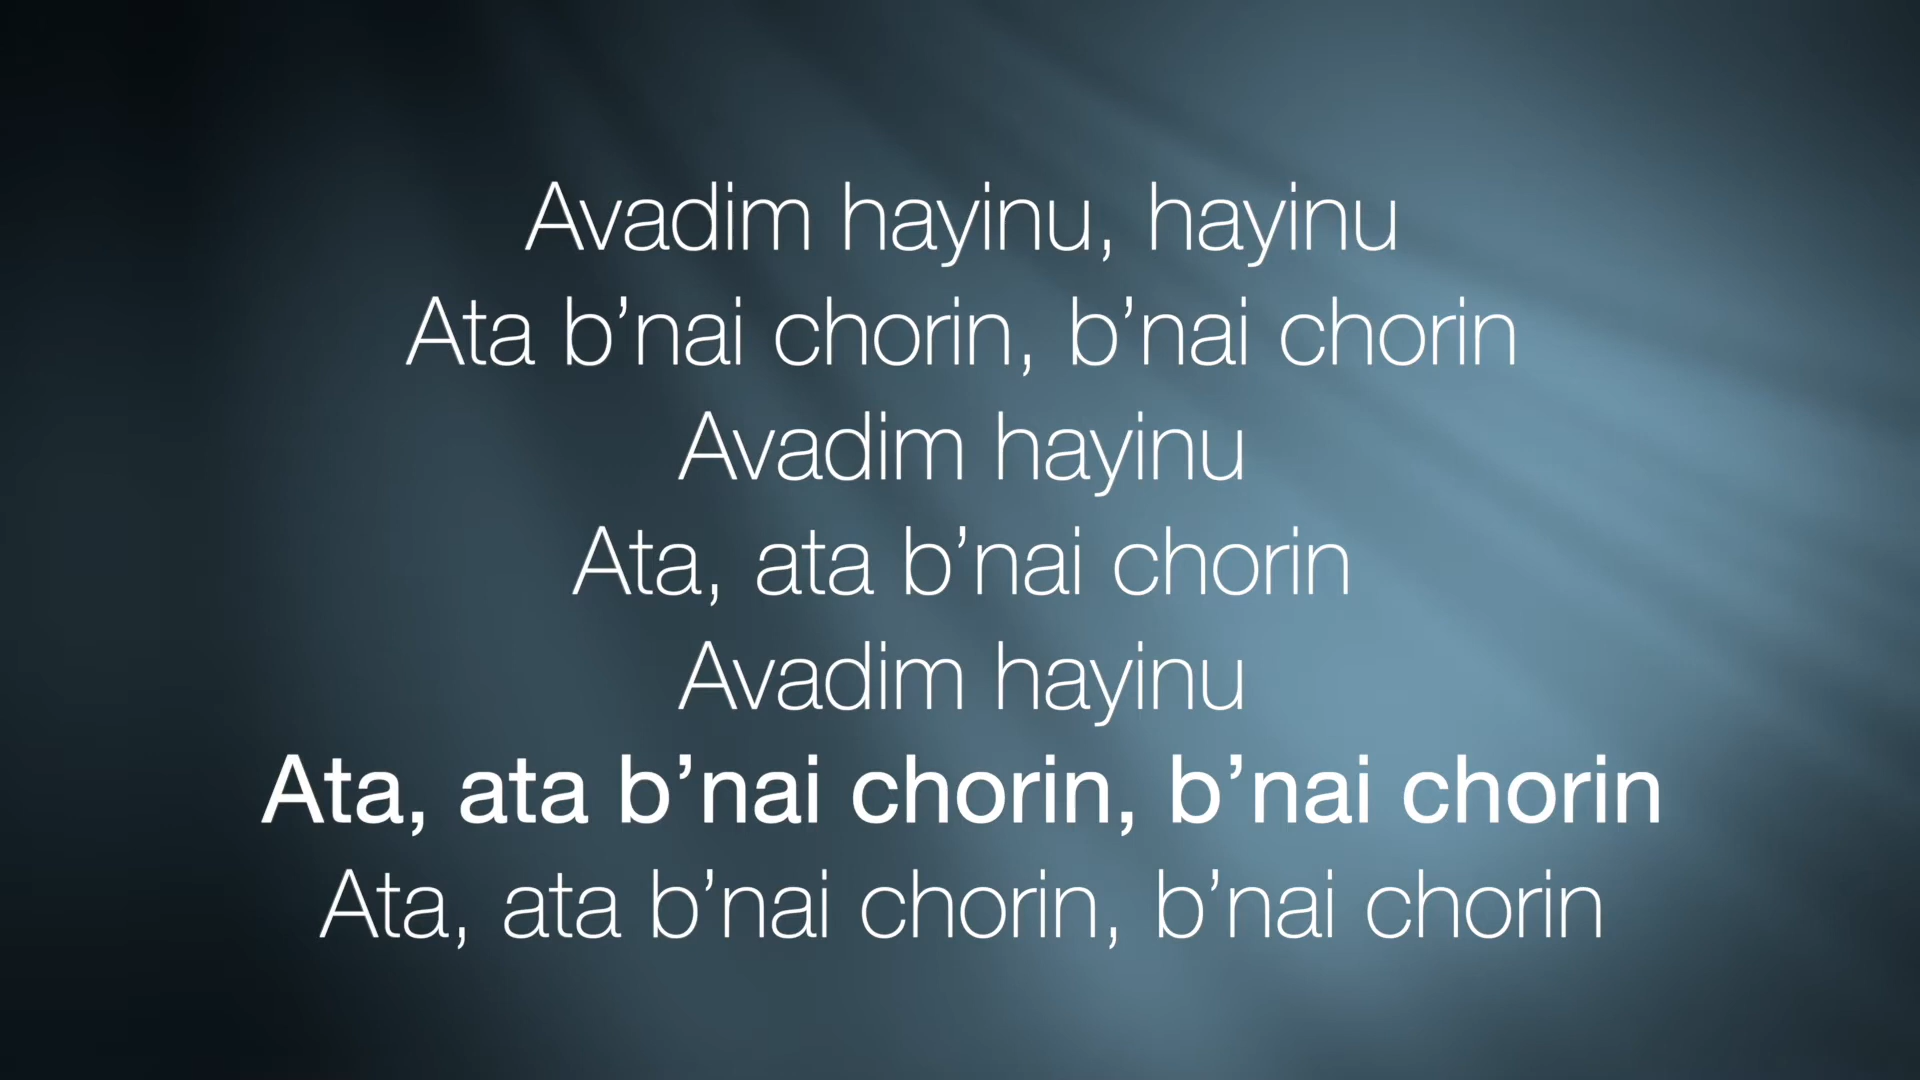 Avadim hayinu, hayinu
Ata b’nai chorin, b’nai chorin
Avadim hayinu
Ata, ata b’nai chorin
Avadim hayinu
Ata, ata b’nai chorin, b’nai chorin
Ata, ata b’nai chorin, b’nai chorin